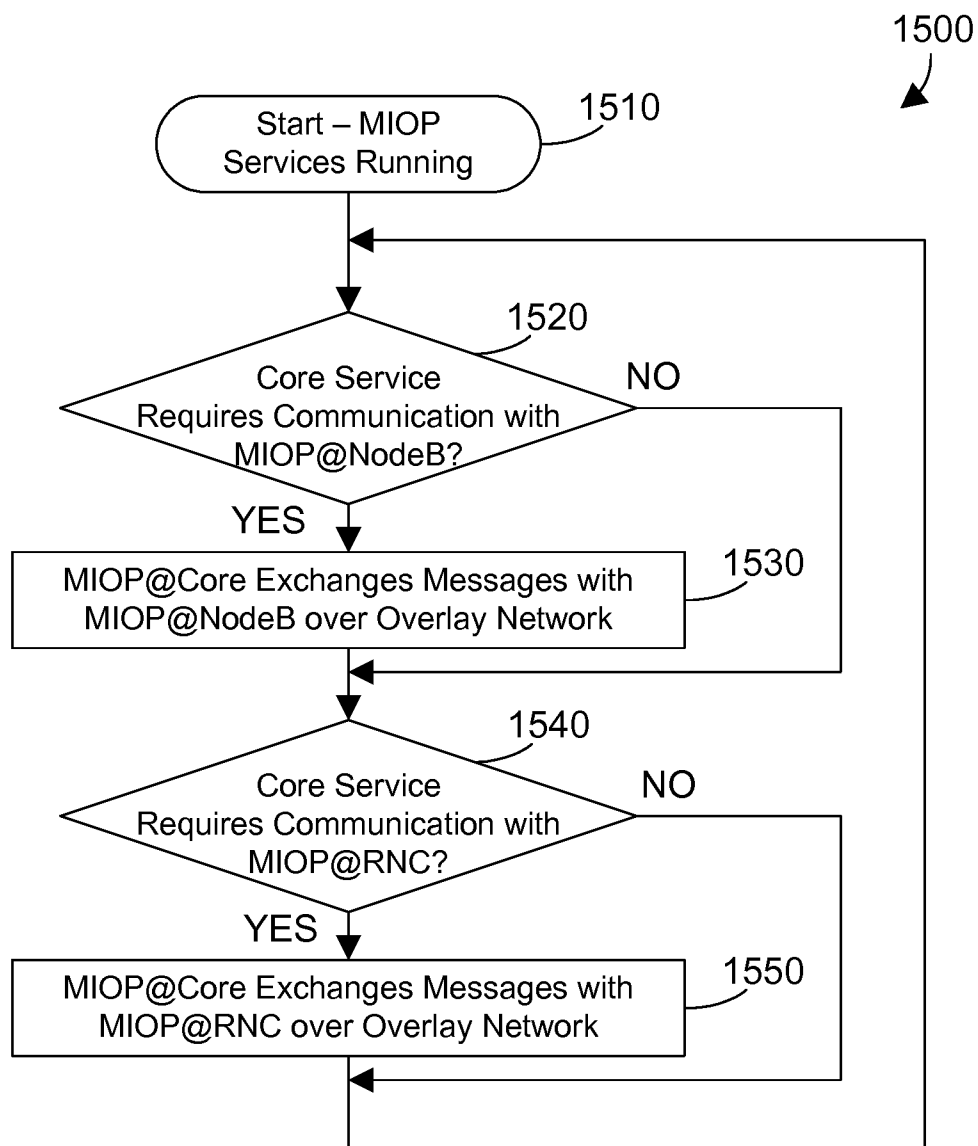 1500
Start – MIOP
Services Running
1510
1520
Core Service
Requires Communication with
MIOP@NodeB?
NO
YES
MIOP@Core Exchanges Messages with
MIOP@NodeB over Overlay Network
1530
1540
Core Service
Requires Communication with
MIOP@RNC?
NO
YES
MIOP@Core Exchanges Messages with
MIOP@RNC over Overlay Network
1550